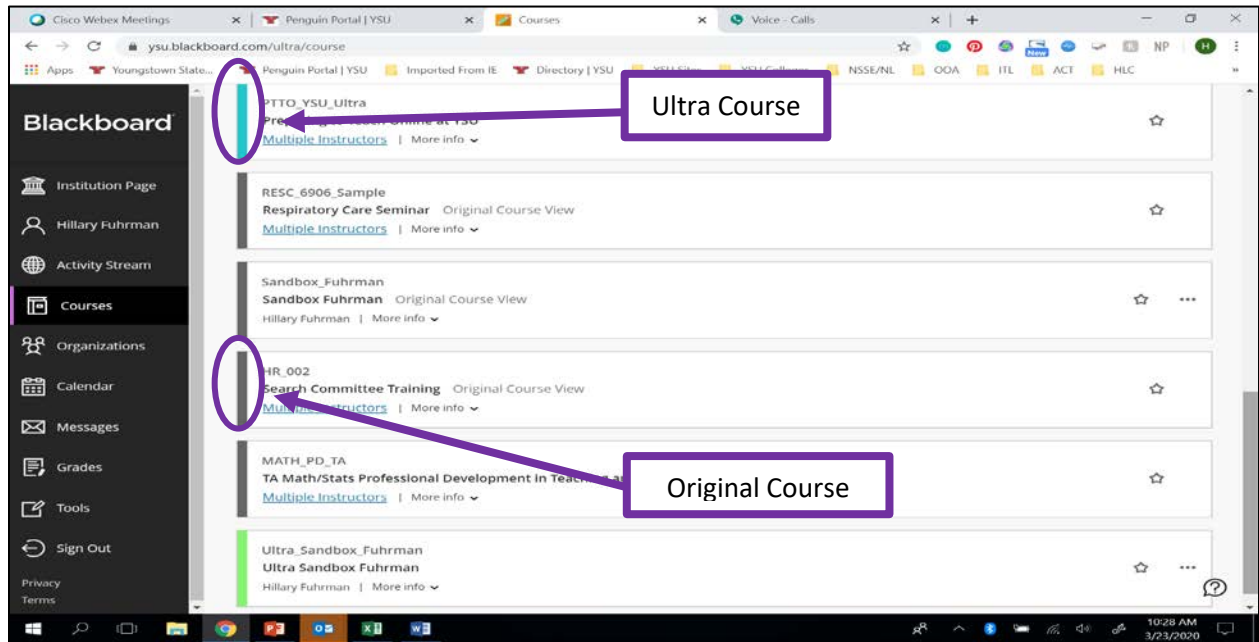 Cisco Webex Meetings
Penguin Portal | YSU
Courses
Voice - Calls
ysu.blackboard.com/ultra/course
New
NP
H
Apps
Youngstown State...
Penguin Portal | YSU
Imported From IE
Directory | YSU
NSSE/NL
OOA
ITL
ACT
HLC
Blackboard
Institution Page
Hillary Fuhrman
Activity Stream
Courses
Organizations
Calendar
Messages
Grades
Tools
Sign Out
Privacy
Terms
PTTO_YSU_Ultra
Online at YSU
Multiple Instructors | More info
Ultra Course
RESC_6906_Sample
Respiratory Care Seminar Original Course View
Multiple Instructors | More info
Sandbox_Fuhrman
Sandbox Fuhrman Original Course View
Hillary Fuhrman | More info
HR_002
Search Committee Training Original Course View
Multiple Instructors | More info
MATH_PD_TA
TA Math/Stats Professional Development in Teaching
Multiple Instructors | More info
Original Course
Ultra_Sandbox_Fuhrman
Ultra Sandbox Fuhrman
Hillary Fuhrman | More info
10:28 AM
3/23/2020